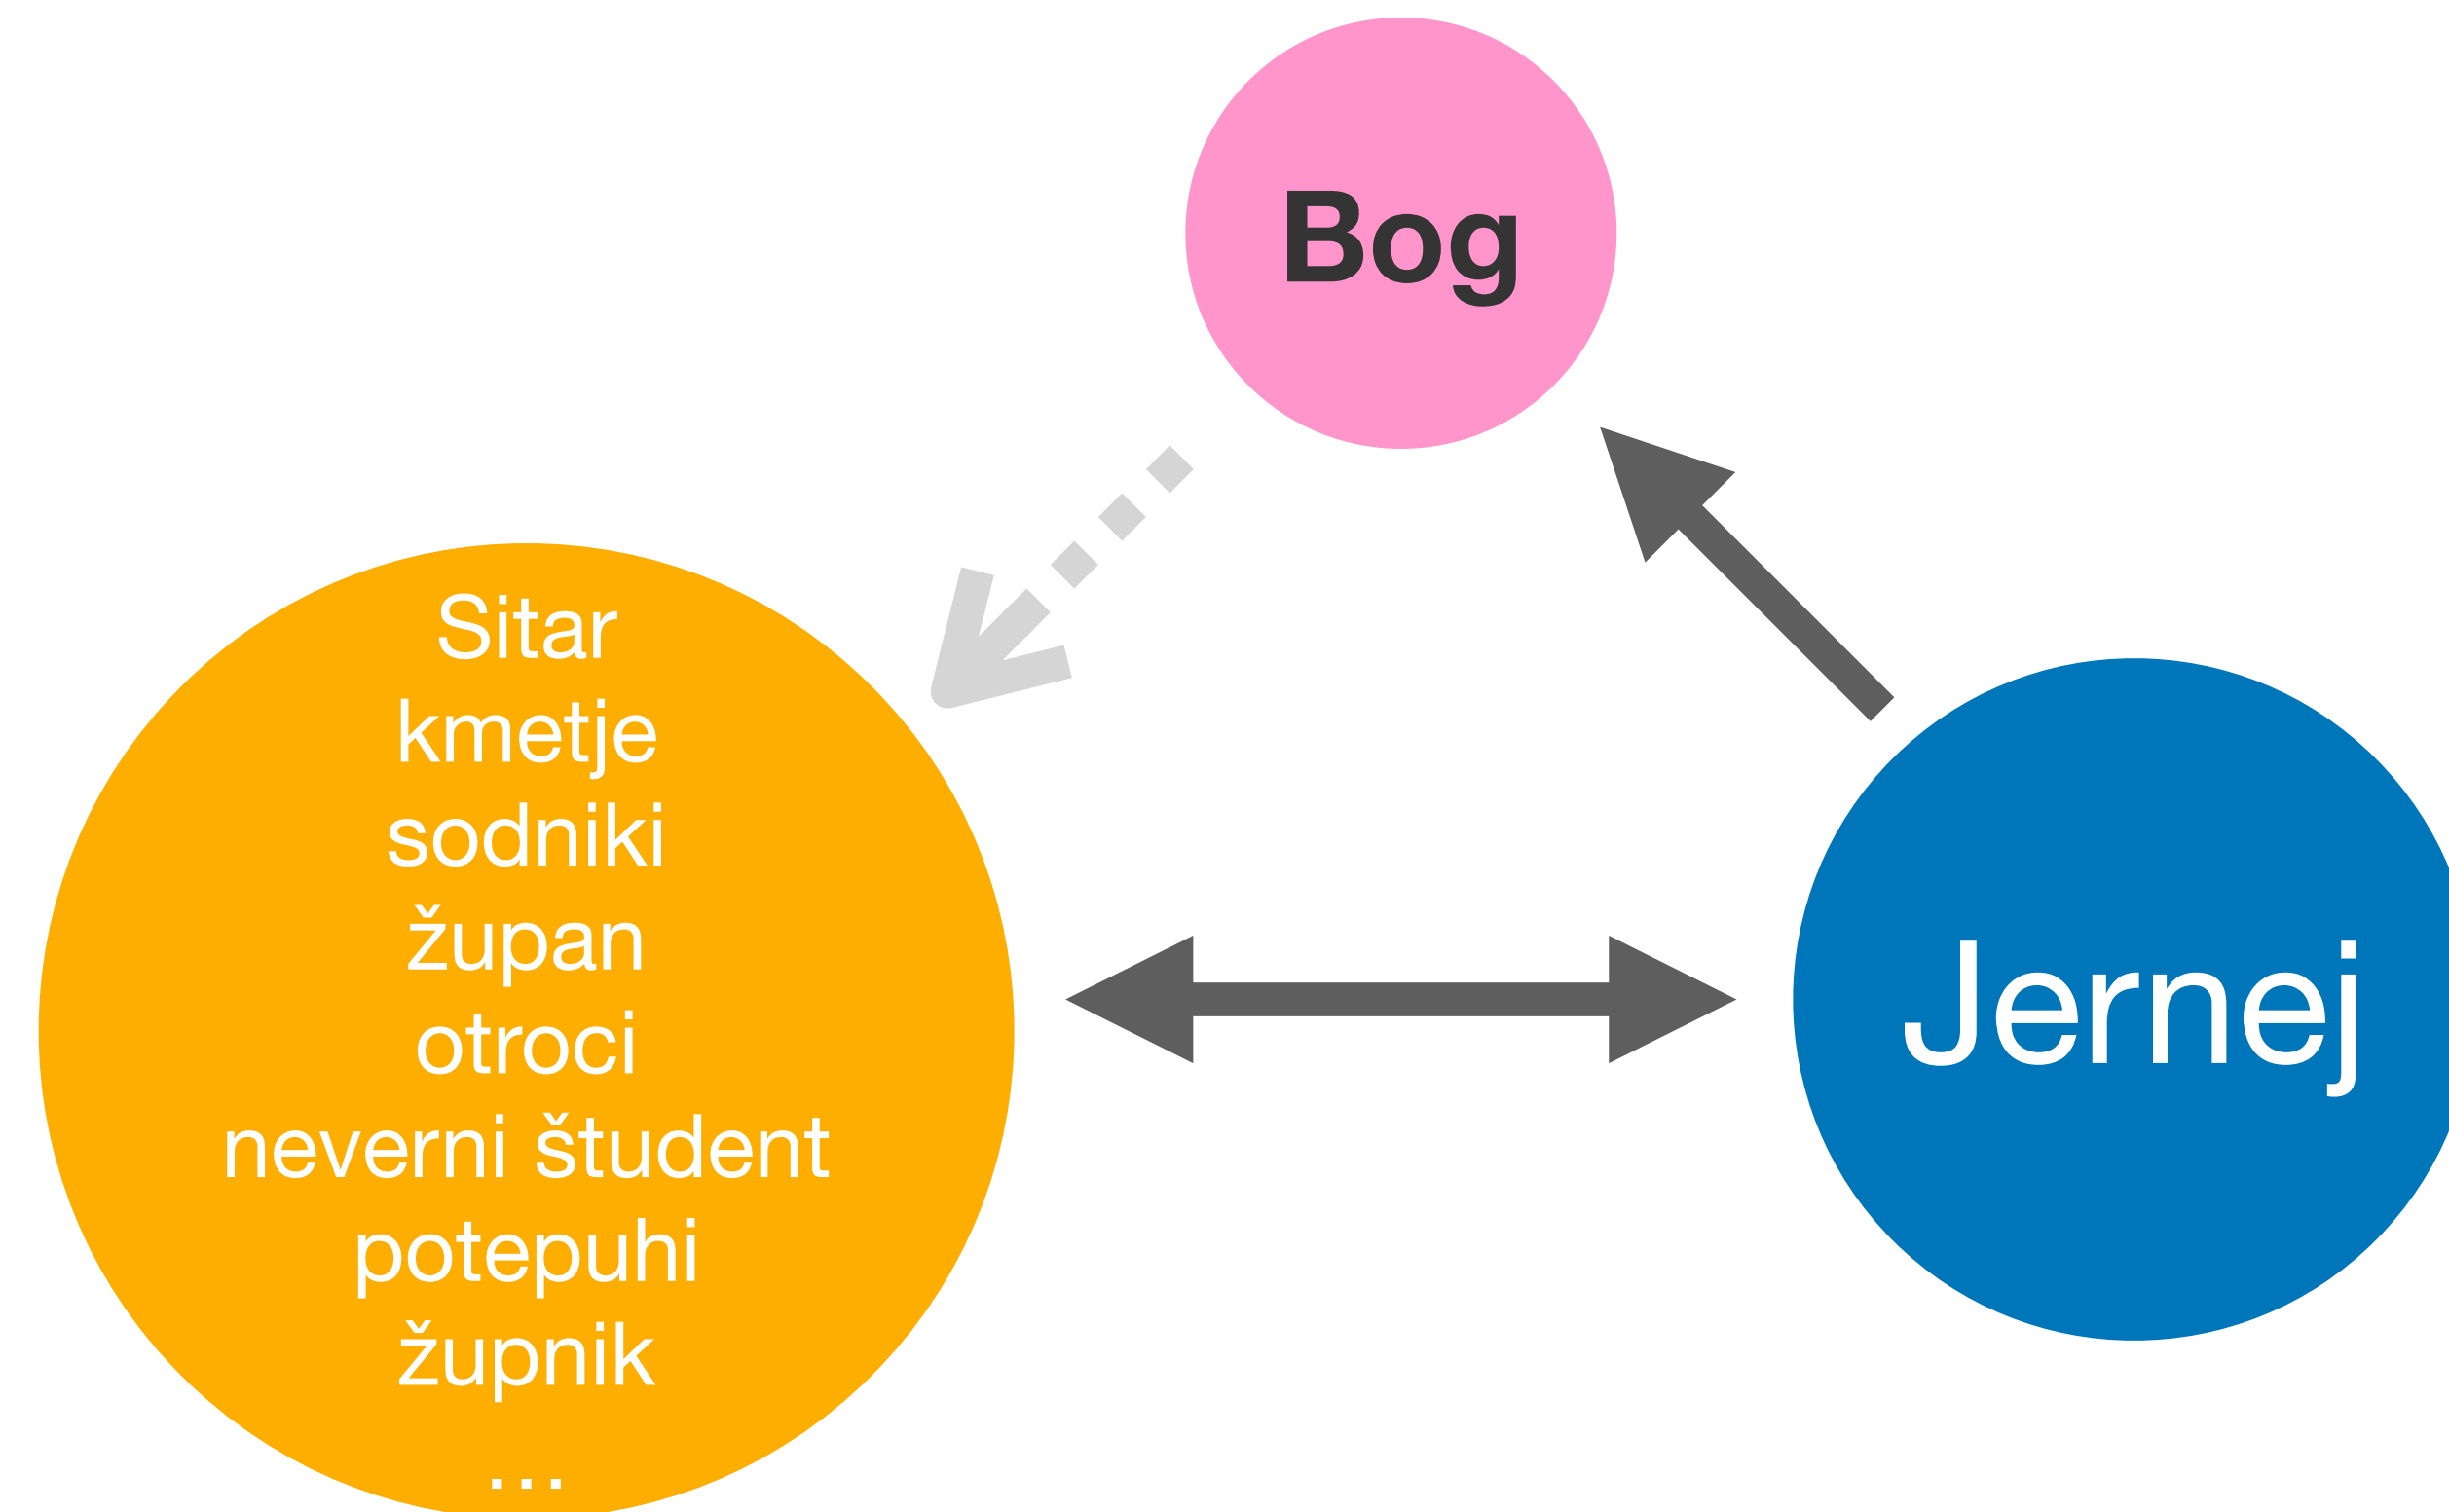 Bog
Sitar
kmetje
sodniki
župan
otroci
neverni študent
potepuhi
župnik
...
Jernej